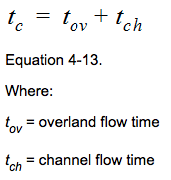 t_c = t_ov + t_ch
Equation 4-13.
Where:
t_ov = overland flow time
t_ch = channel flow time